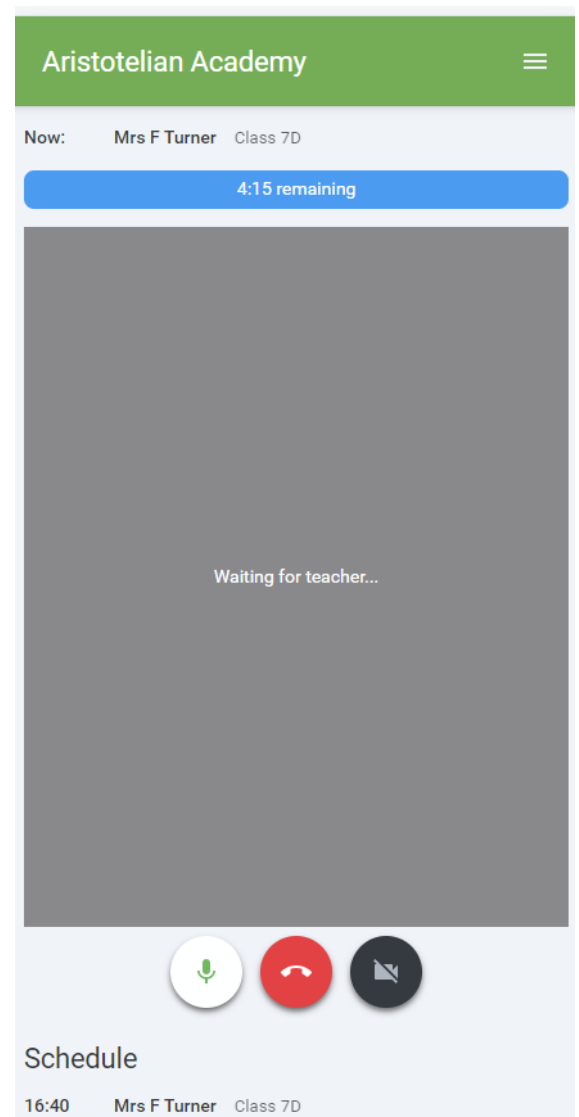 Aristotelian Academy
Now: Mrs F Turner Class 7D
4:15 remaining
Waiting for teacher...
Schedule
16:40 Mrs F Turner Class 7D